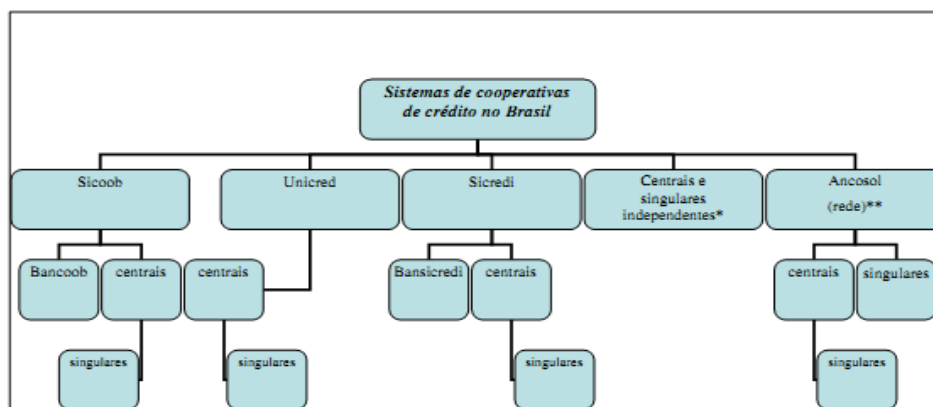 Sistemas de cooperativas
de crédito no Brasil
Sicoob
Unicred
Sicredi
Centrais e
singulares
independentes*
Ancosol
(rede)**
Bancoob
centrais
centrais
Bansicredi
centrais
centrais
singulares
singulares
singulares
singulares
singulares